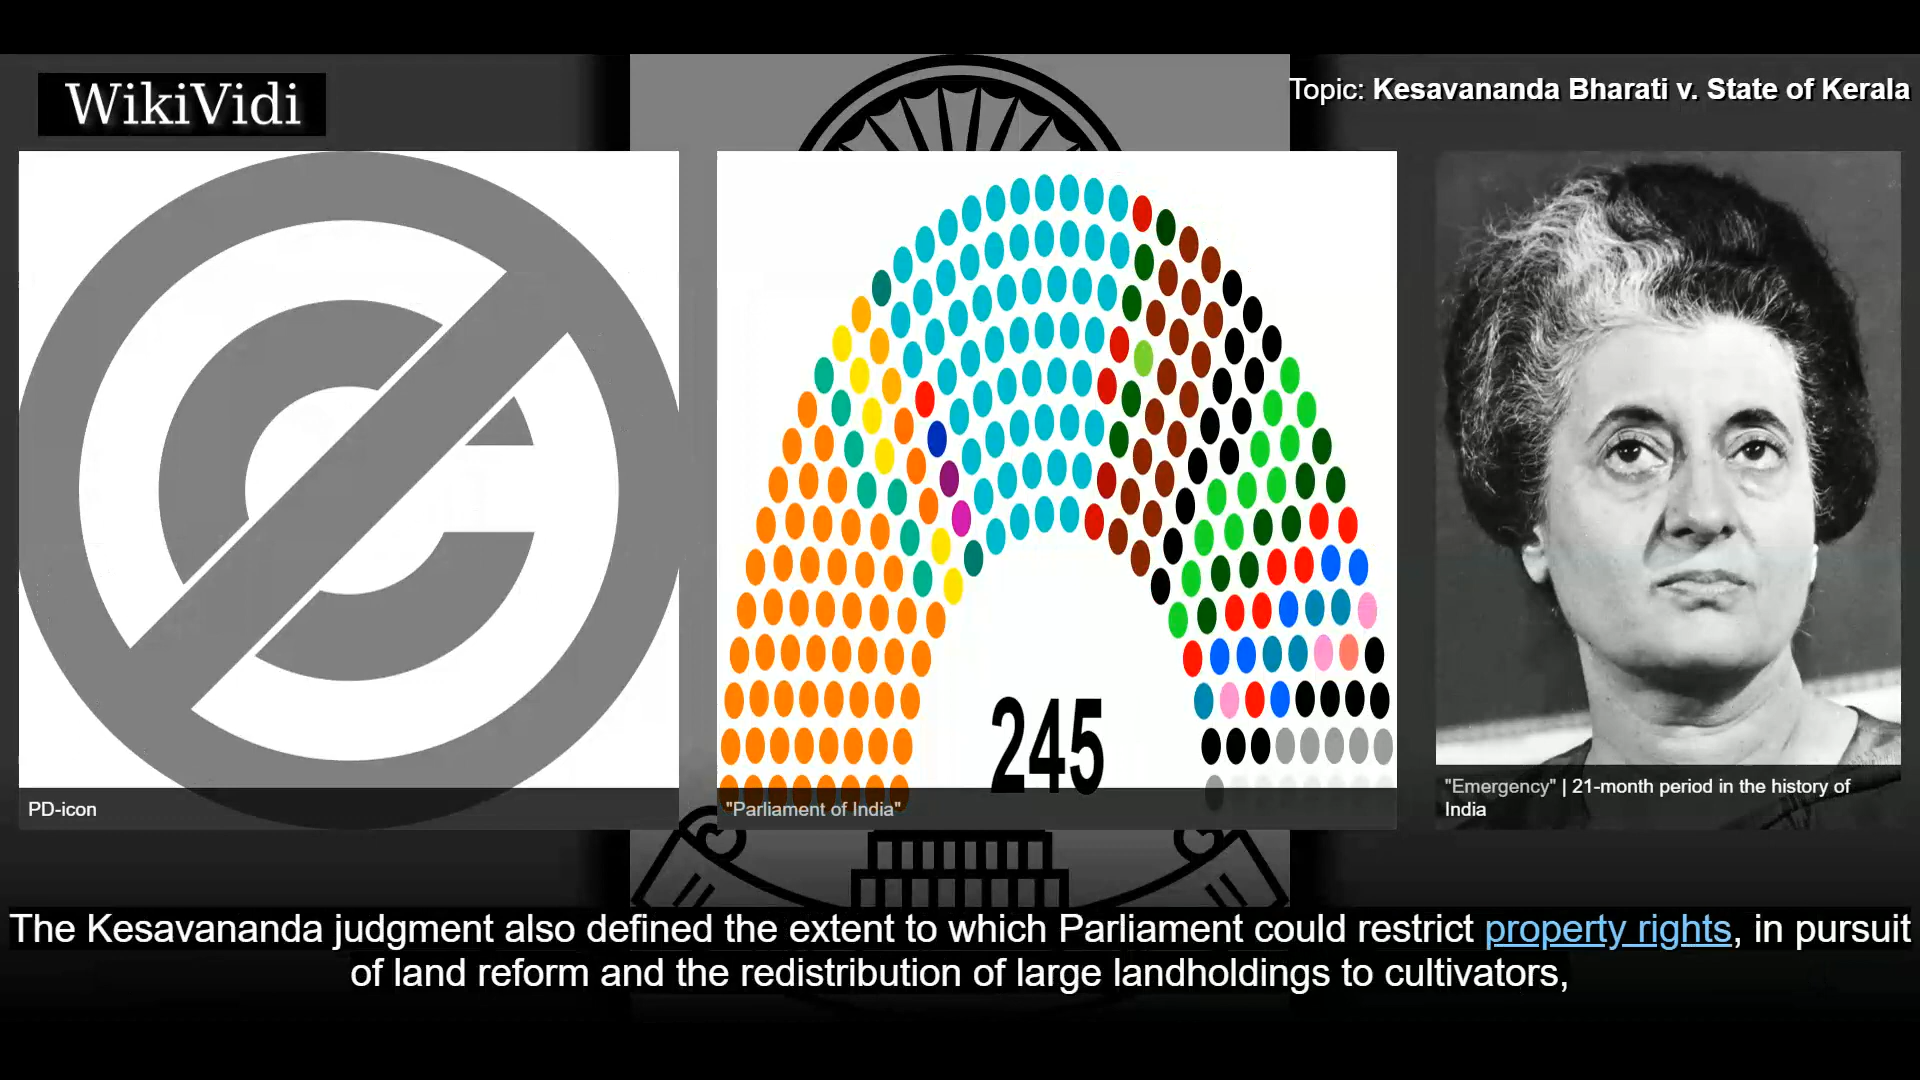 WikiVidi
Topic: Kesavananda Bharati v. State of Kerala
245
PD-icon
"Parliament of India"
"Emergency" | 21-month period in the history of
India
The Kesavananda judgment also defined the extent to which Parliament could restrict property rights, in pursuit
of land reform and the redistribution of large landholdings to cultivators,